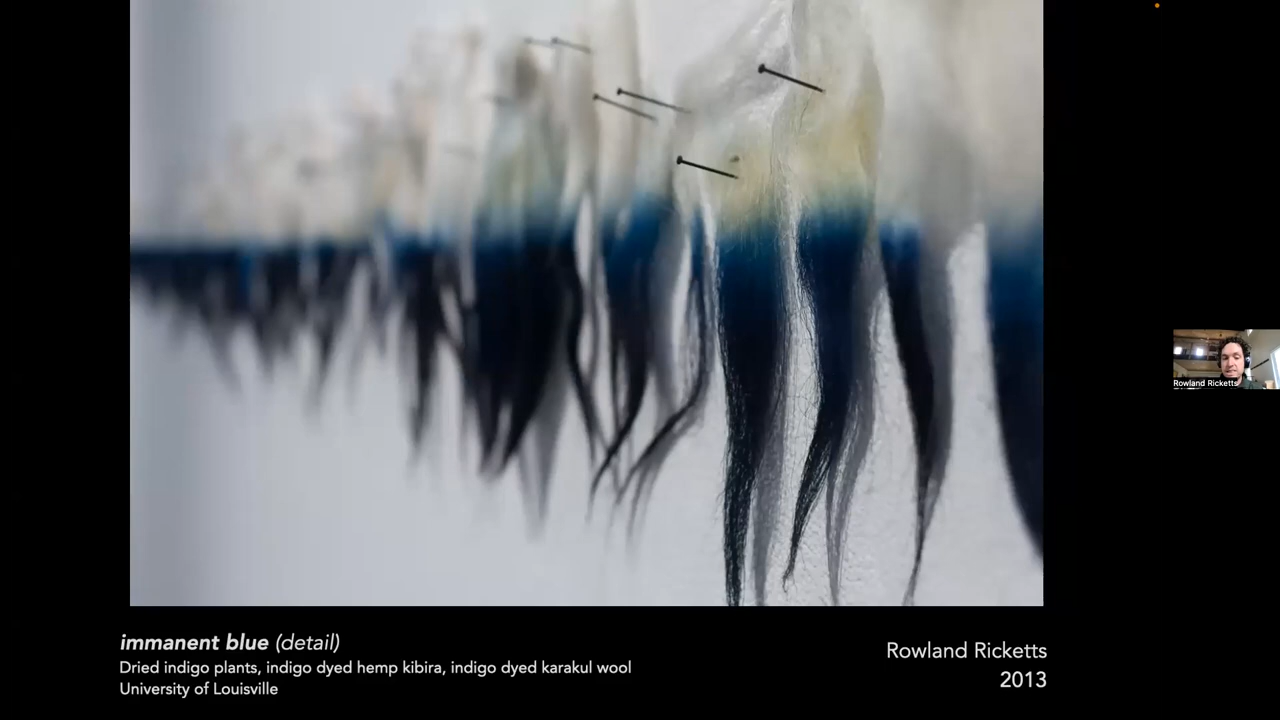 immanent blue (detail)
Dried indigo plants, indigo dyed hemp kibira, indigo dyed karakul wool
University of Louisville
Rowland Ricketts
2013
Rowland Ricketts